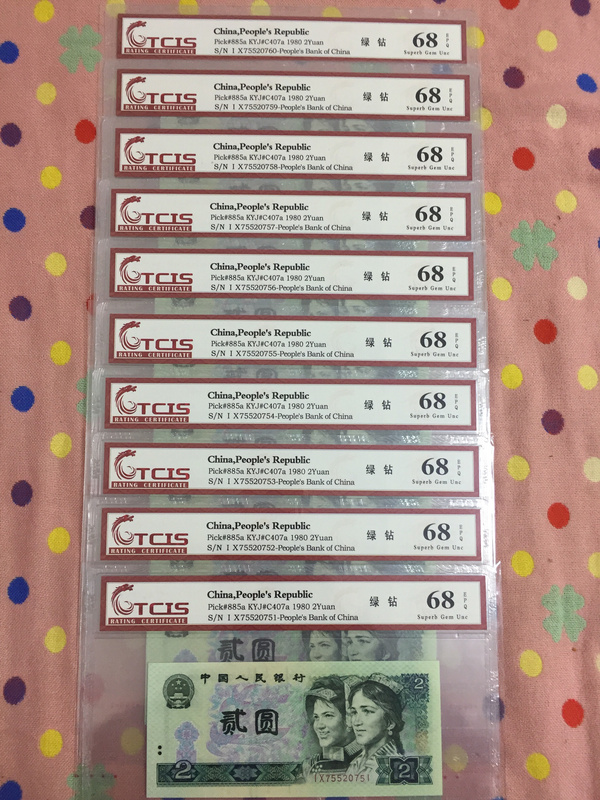 TCIS
RATING CERTIFICATE
China,People's Republic
Pick#885a KYJ#C407a 1980 2Yuan
S/N I X75520760-People's Bank of China
绿 钻
68 EPQ
Superb Gem Unc
TCIS
RATING CERTIFICATE
China,People's Republic
Pick#885a KYJ#C407a 1980 2Yuan
S/N I X75520759-People's Bank of China
绿 钻
68 EPQ
Superb Gem Unc
TCIS
RATING CERTIFICATE
China,People's Republic
Pick#885a KYJ#C407a 1980 2Yuan
S/N I X75520758-People's Bank of China
绿 钻
68 EPQ
Superb Gem Unc
TCIS
RATING CERTIFICATE
China,People's Republic
Pick#885a KYJ#C407a 1980 2Yuan
S/N I X75520757-People's Bank of China
绿 钻
68 EPQ
Superb Gem Unc
TCIS
RATING CERTIFICATE
China,People's Republic
Pick#885a KYJ#C407a 1980 2Yuan
S/N I X75520756-People's Bank of China
绿 钻
68 EPQ
Superb Gem Unc
TCIS
RATING CERTIFICATE
China,People's Republic
Pick#885a KYJ#C407a 1980 2Yuan
S/N I X75520755-People's Bank of China
绿 钻
68 EPQ
Superb Gem Unc
TCIS
RATING CERTIFICATE
China,People's Republic
Pick#885a KYJ#C407a 1980 2Yuan
S/N I X75520754-People's Bank of China
绿 钻
68 EPQ
Superb Gem Unc
TCIS
RATING CERTIFICATE
China,People's Republic
Pick#885a KYJ#C407a 1980 2Yuan
S/N I X75520753-People's Bank of China
绿 钻
68 EPQ
Superb Gem Unc
TCIS
RATING CERTIFICATE
China,People's Republic
Pick#885a KYJ#C407a 1980 2Yuan
S/N I X75520752-People's Bank of China
绿 钻
68 EPQ
Superb Gem Unc
TCIS
RATING CERTIFICATE
China,People's Republic
Pick#885a KYJ#C407a 1980 2Yuan
S/N I X75520751-People's Bank of China
绿 钻
68 EPQ
Superb Gem Unc
贰圆
中国人民银行
2
贰圆
2
IX75520751
2